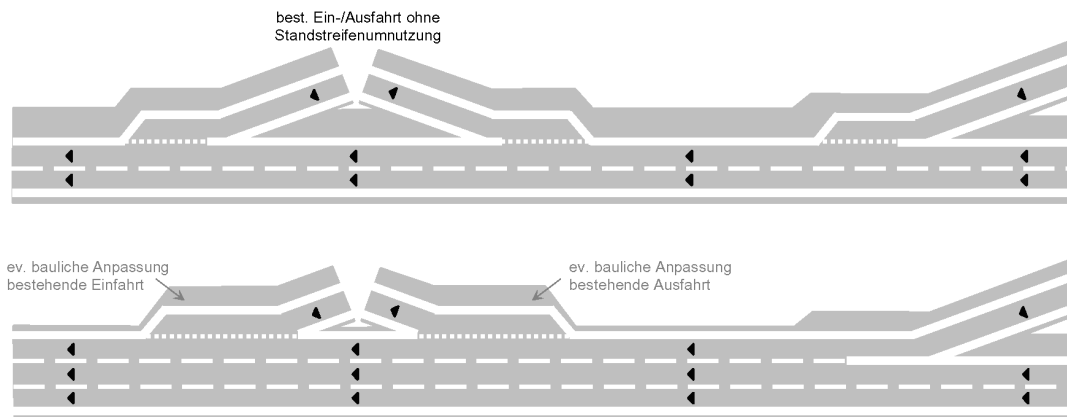 best. Ein-/Ausfahrt ohne
Standstreifenumnutzung
ev. bauliche Anpassung
bestehende Einfahrt
ev. bauliche Anpassung
bestehende Ausfahrt